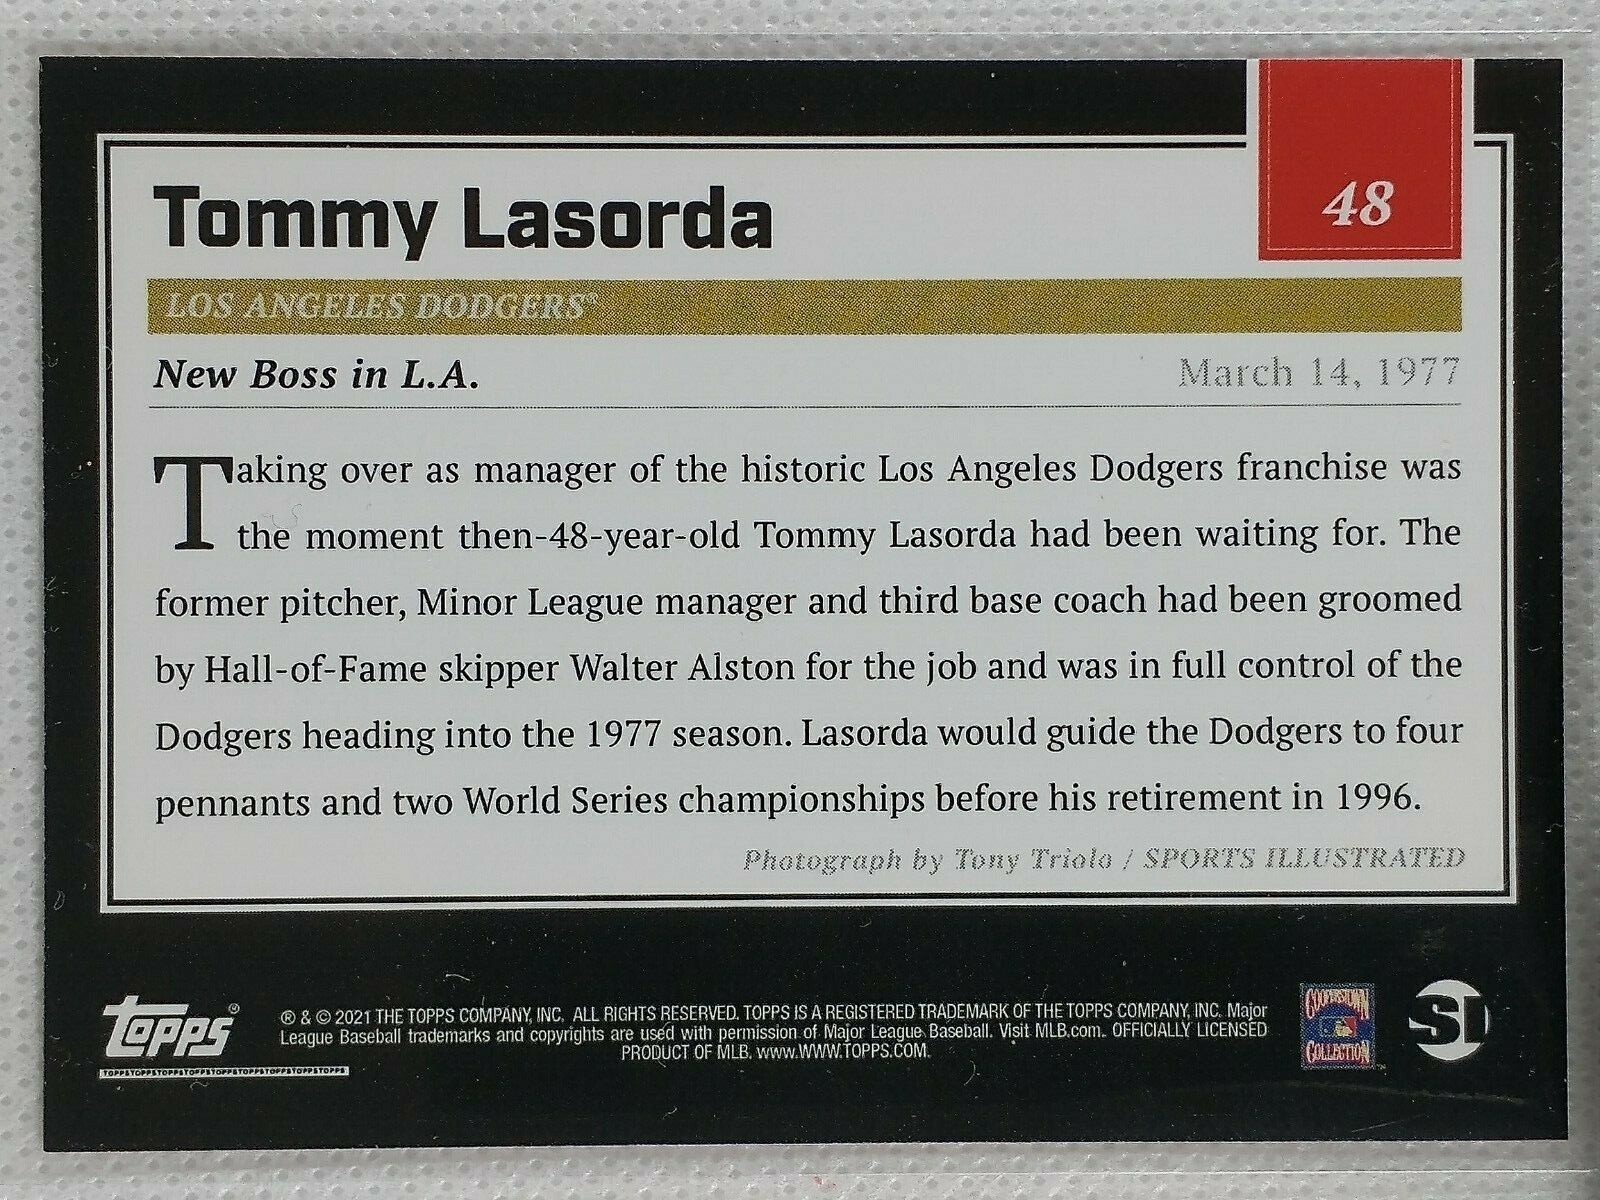 48
Tommy Lasorda
LOS ANGELES DODGERS®
New Boss in L.A.
March 14, 1977
Taking over as manager of the historic Los Angeles Dodgers franchise was
the moment then-48-year-old Tommy Lasorda had been waiting for. The
former pitcher, Minor League manager and third base coach had been groomed
by Hall-of-Fame skipper Walter Alston for the job and was in full control of the
Dodgers heading into the 1977 season. Lasorda would guide the Dodgers to four
pennants and two World Series championships before his retirement in 1996.
Photograph by Tony Triolo / SPORTS ILLUSTRATED
topps®
TOPPSTOPPSTOPPSTOPPSTOPPSTOPPSTOPPSTOPPSTOPPS
® & © 2021 THE TOPPS COMPANY, INC. ALL RIGHTS RESERVED. TOPPS IS A REGISTERED TRADEMARK OF THE TOPPS COMPANY, INC. Major
League Baseball trademarks and copyrights are used with permission of Major League Baseball. Visit MLB.com. OFFICIALLY LICENSED
PRODUCT OF MLB. www.WWW.TOPPS.COM.
COOPERSTOWN
COLLECTION
SI